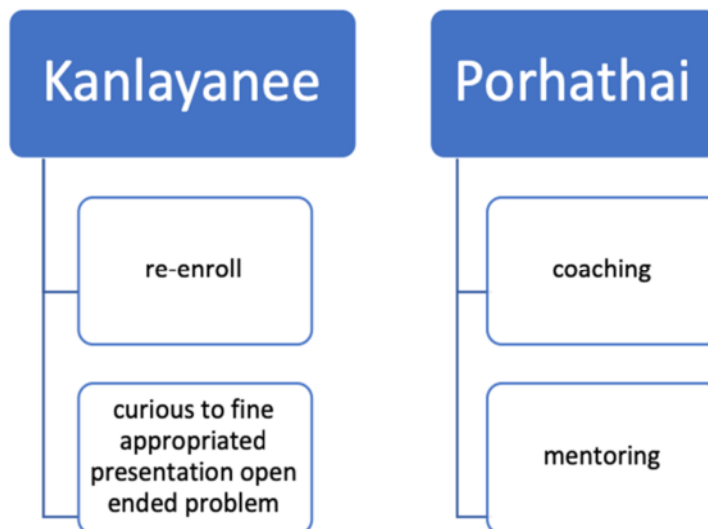 Kanlayanee
re-enroll
curious to fine
appropriated
presentation open
ended problem
Porhathai
coaching
mentoring